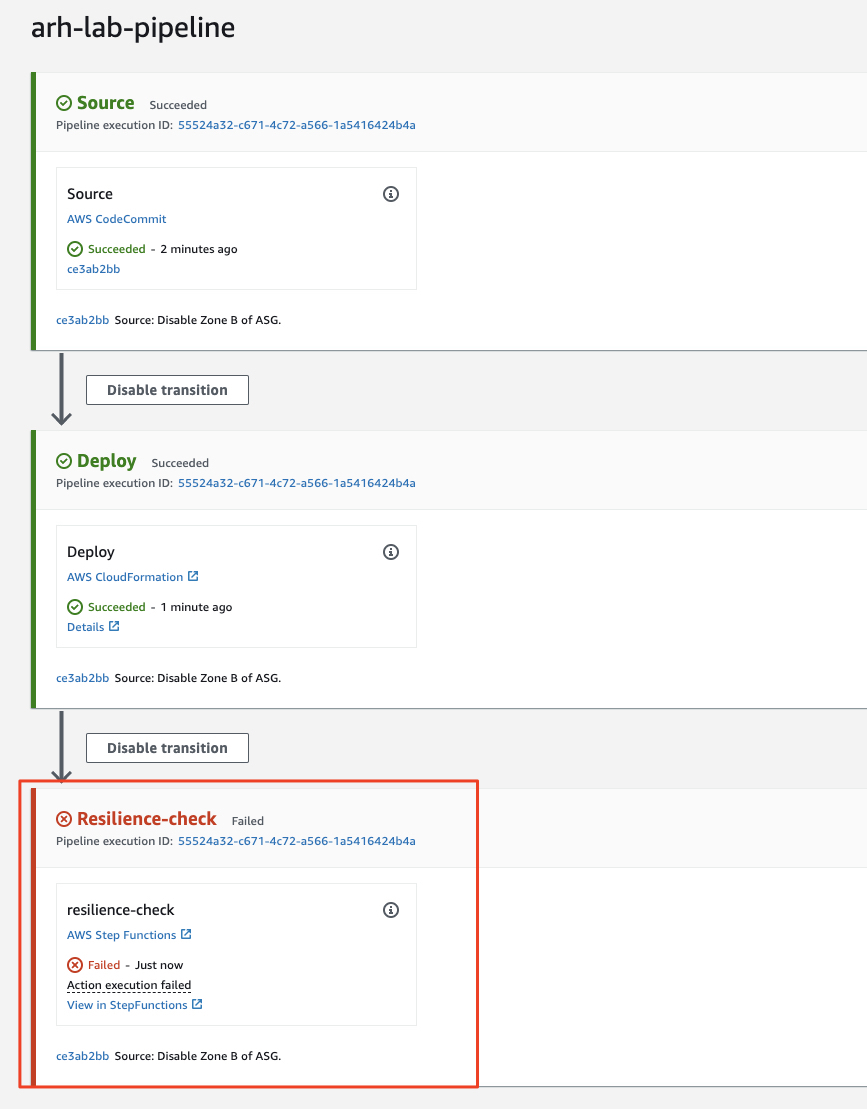 arh-lab-pipeline
Source Succeeded
Pipeline execution ID: 55524a32-c671-4c72-a566-1a5416424b4a
Source
AWS CodeCommit
Succeeded - 2 minutes ago
ce3ab2bb
ce3ab2bb Source: Disable Zone B of ASG.
Disable transition
Deploy Succeeded
Pipeline execution ID: 55524a32-c671-4c72-a566-1a5416424b4a
Deploy
AWS CloudFormation
Succeeded - 1 minute ago
Details
ce3ab2bb Source: Disable Zone B of ASG.
Disable transition
Resilience-check Failed
Pipeline execution ID: 55524a32-c671-4c72-a566-1a5416424b4a
resilience-check
AWS Step Functions
Failed - Just now
Action execution failed
View in StepFunctions
ce3ab2bb Source: Disable Zone B of ASG.